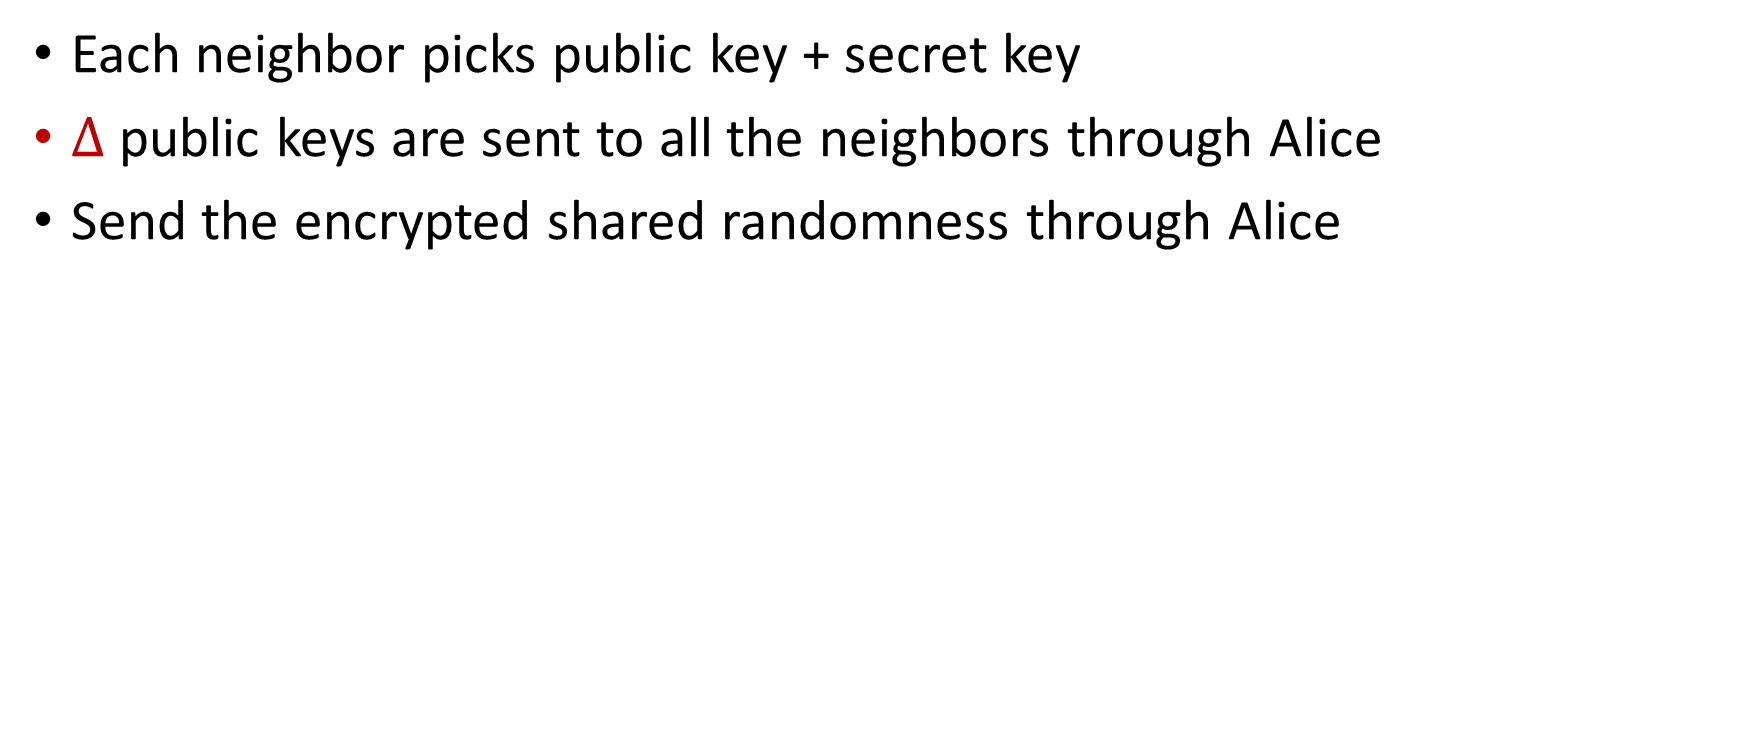 • Each neighbor picks public key + secret key
• Δ public keys are sent to all the neighbors through Alice
• Send the encrypted shared randomness through Alice